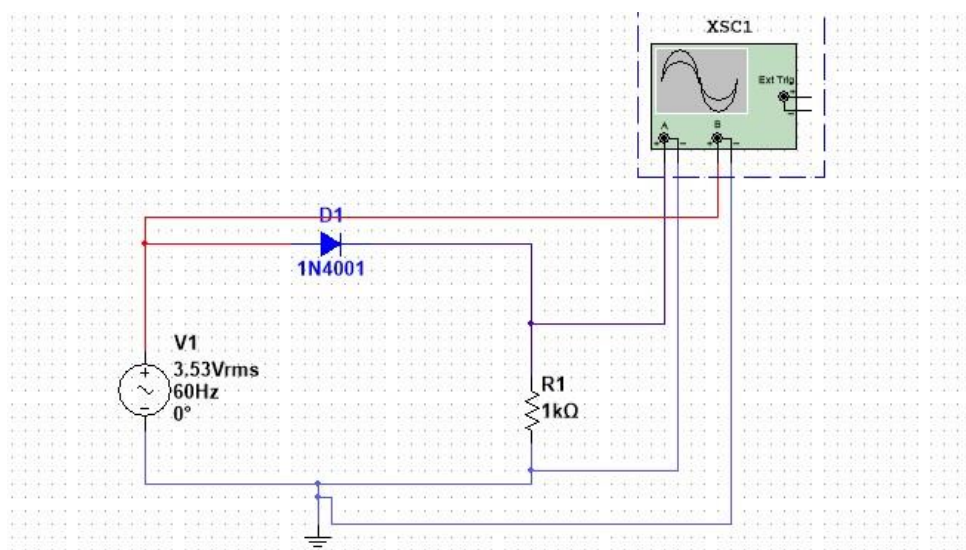 XSC1
Ext Trig
+
−
A
B
+ −
+ −
D1
1N4001
V1
3.53Vrms
60Hz
0°
+
−
R1
1kΩ